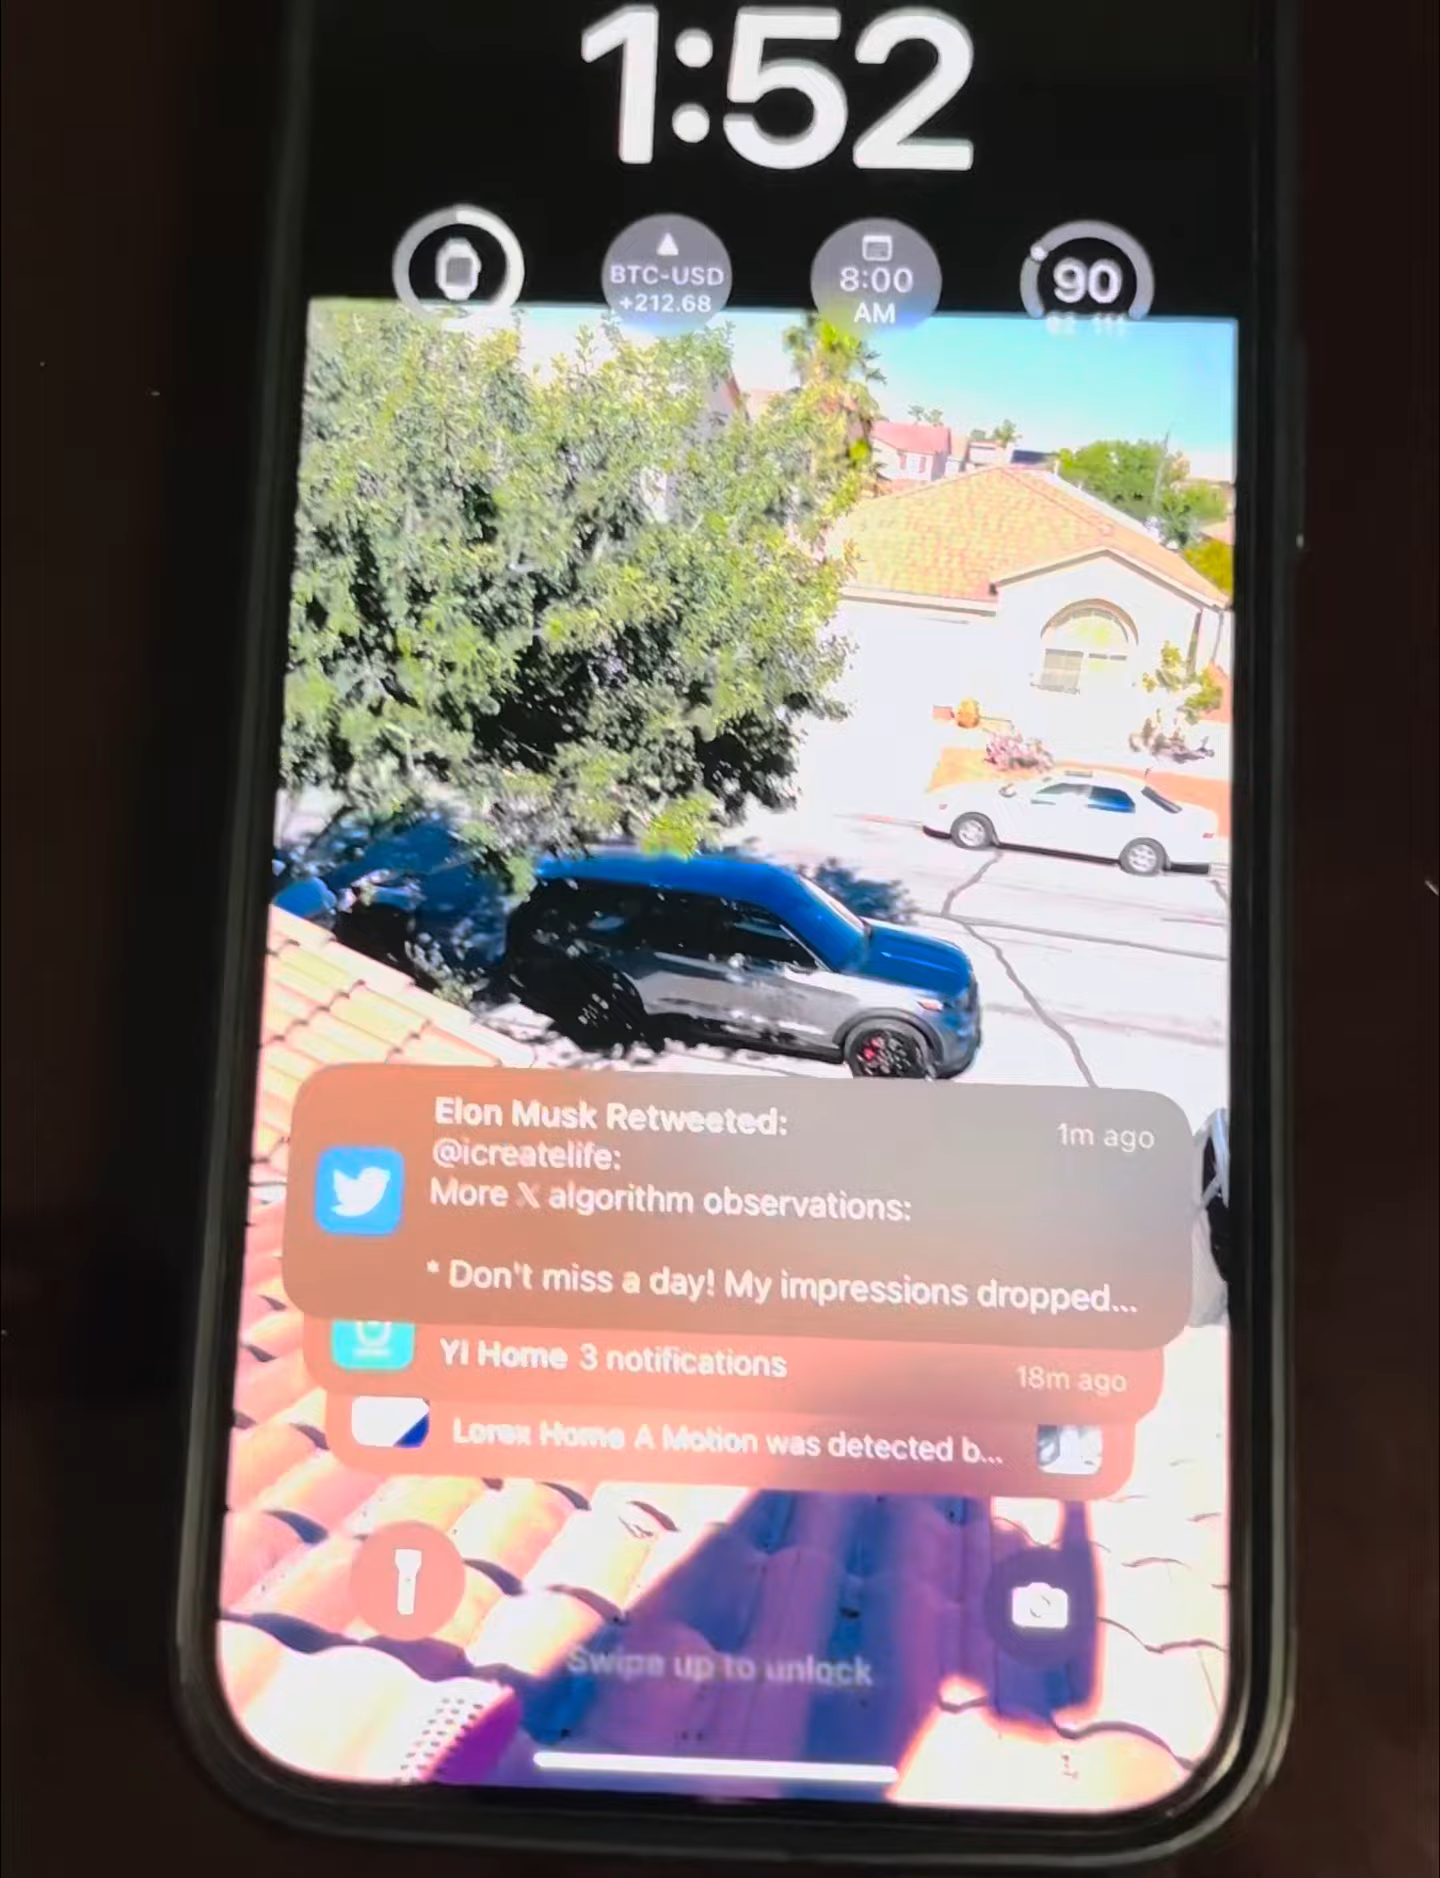 1:52
BTC-USD
+212.68
8:00
AM
90
Elon Musk Retweeted:
1m ago
@icreatelife:
More 𝕏 algorithm observations:
* Don't miss a day! My impressions dropped...
YI Home 3 notifications
18m ago
Lorex Home A Motion was detected b...
Swipe up to unlock